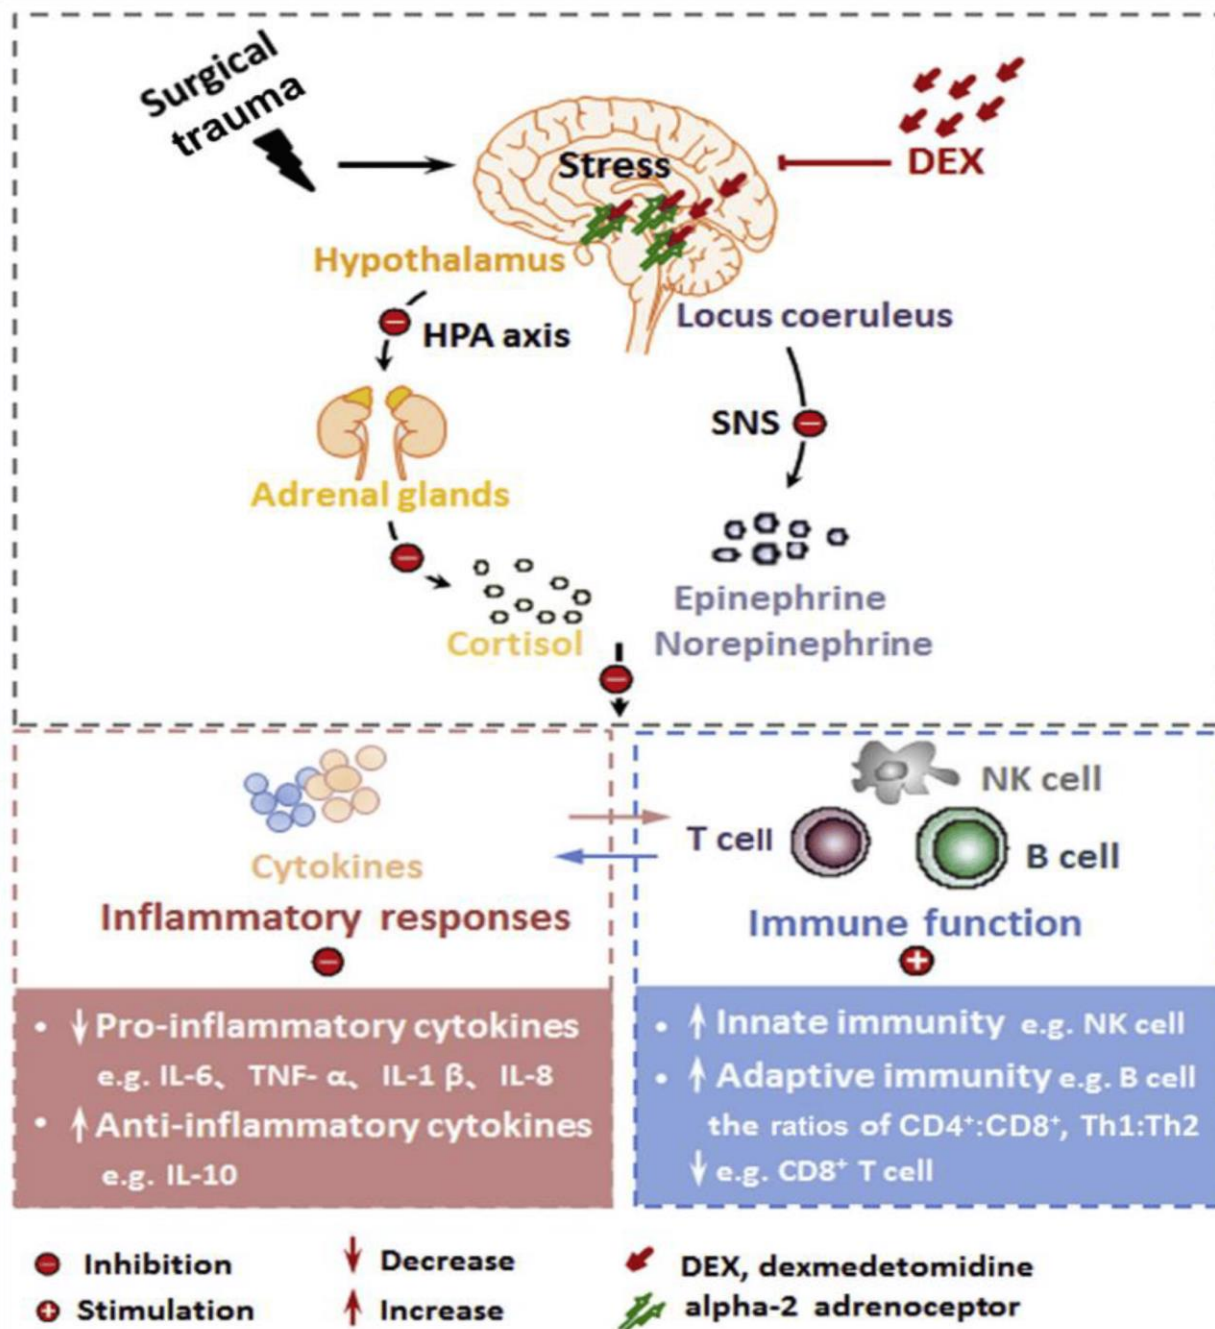 Surgical
trauma
Stress
DEX
Hypothalamus
HPA axis
Locus coeruleus
SNS
Adrenal glands
Epinephrine
Cortisol
Norepinephrine
Cytokines
Inflammatory responses
↓ Pro-inflammatory cytokines
e.g. IL-6、 TNF- α、 IL-1 β、 IL-8
↑ Anti-inflammatory cytokines
e.g. IL-10
NK cell
T cell
B cell
Immune function
↑ Innate immunity e.g. NK cell
↑ Adaptive immunity e.g. B cell
the ratios of CD4⁺:CD8⁺, Th1:Th2
↓ e.g. CD8⁺ T cell
Inhibition
Stimulation
Decrease
Increase
DEX, dexmedetomidine
alpha-2 adrenoceptor